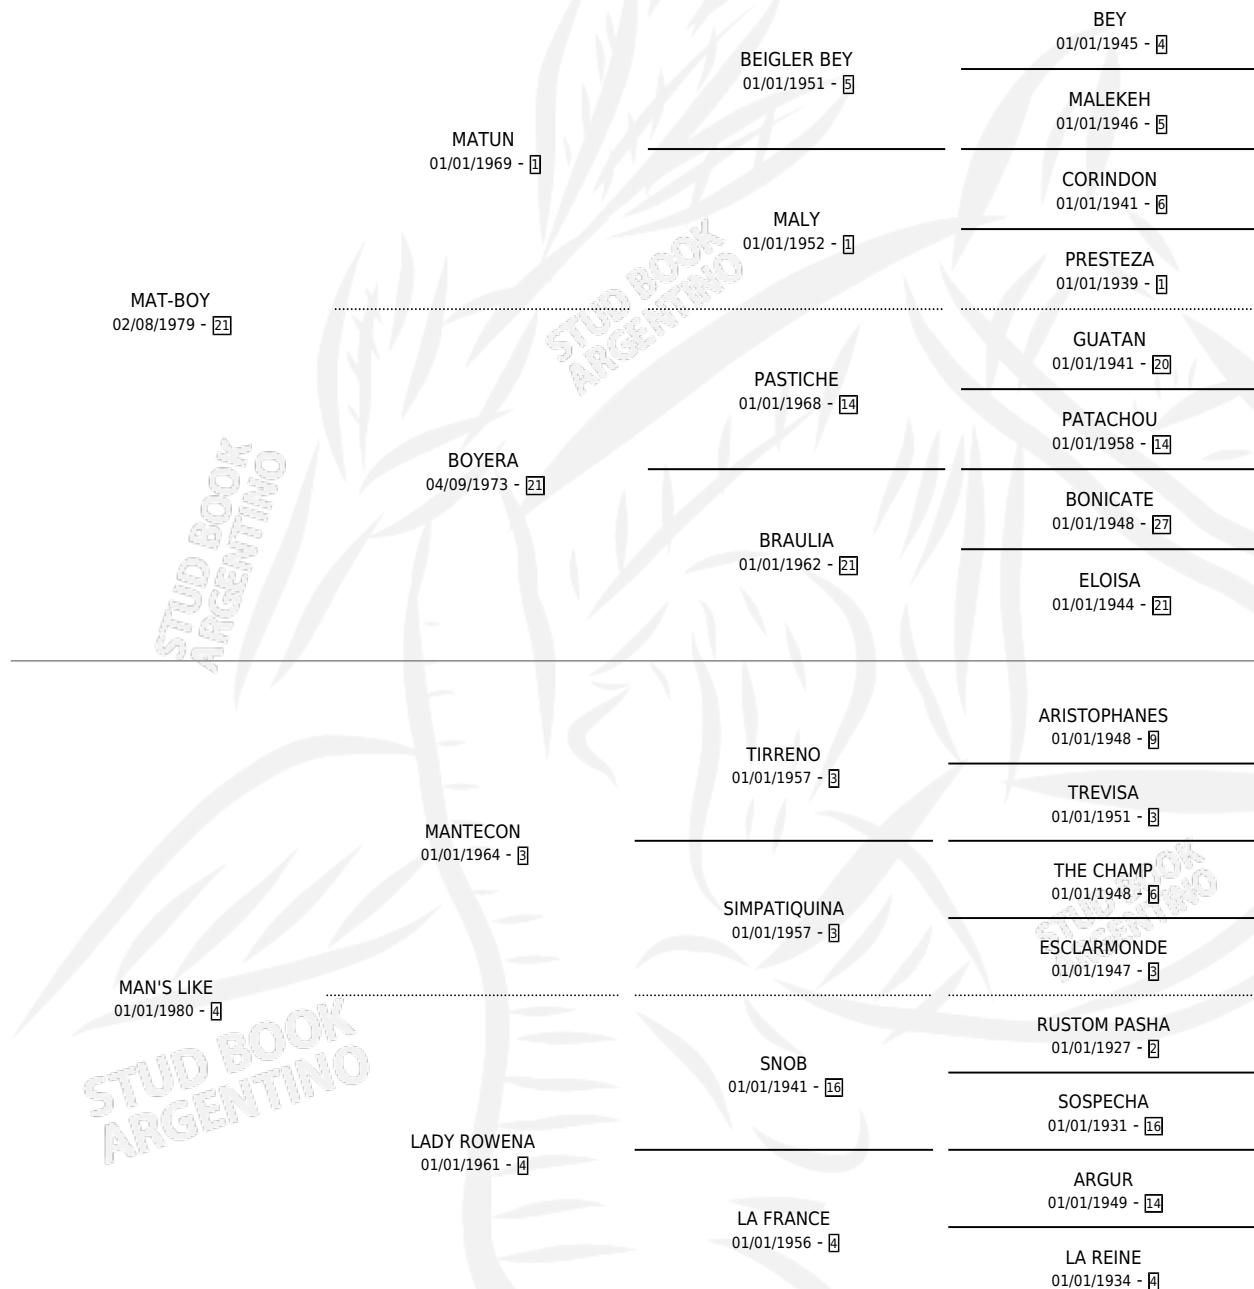 BEY
01/01/1945 - 4
BEIGLER BEY
01/01/1951 - 5
MALEKEH
01/01/1946 - 5
MATUN
01/01/1969 - 1
CORINDON
01/01/1941 - 6
MALY
01/01/1952 - 1
PRESTEZA
01/01/1939 - 1
MAT-BOY
02/08/1979 - 21
GUATAN
01/01/1941 - 20
PASTICHE
01/01/1968 - 14
PATACHOU
01/01/1958 - 14
BOYERA
04/09/1973 - 21
BONICATE
01/01/1948 - 27
BRAULIA
01/01/1962 - 21
ELOISA
01/01/1944 - 21
ARISTOPHANES
01/01/1948 - 9
TIRRENO
01/01/1957 - 3
TREVISA
01/01/1951 - 3
MANTECON
01/01/1964 - 3
THE CHAMP
01/01/1948 - 6
SIMPATIQUINA
01/01/1957 - 3
ESCLARMONDE
01/01/1947 - 3
MAN'S LIKE
01/01/1980 - 4
RUSTOM PASHA
01/01/1927 - 2
SNOB
01/01/1941 - 16
SOSPECHA
01/01/1931 - 16
LADY ROWENA
01/01/1961 - 4
ARGUR
01/01/1949 - 14
LA FRANCE
01/01/1956 - 4
LA REINE
01/01/1934 - 4
STUD BOOK
ARGENTINO
STUD BOOK
ARGENTINO
STUD BOOK
ARGENTINO
STUD BOOK
ARGENTINO